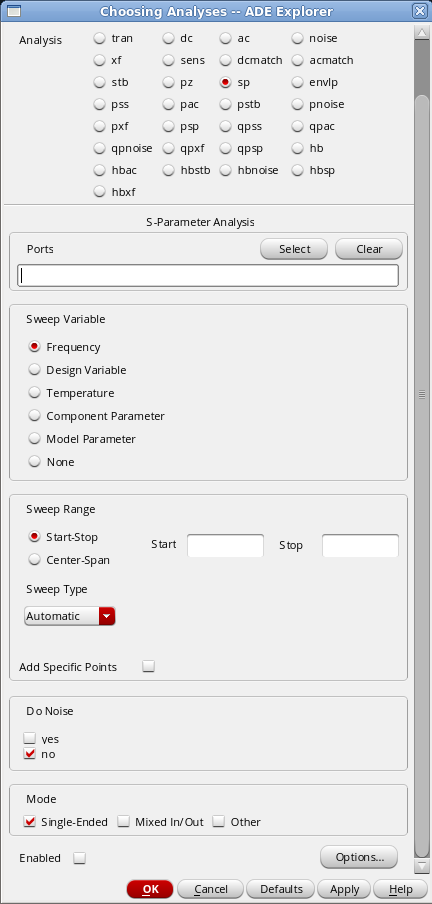 Choosing Analyses -- ADE Explorer
Analysis
tran dc ac noise
xf sens dcmatch acmatch
stb pz sp envlp
pss pac pstb pnoise
pxf psp qpss qpac
qpnoise qpxf qpsp hb
hbac hbstb hbnoise hbsp
hbxf
S-Parameter Analysis
Ports Select Clear
Sweep Variable
Frequency
Design Variable
Temperature
Component Parameter
Model Parameter
None
Sweep Range
Start-Stop Start Stop
Center-Span
Sweep Type
Automatic
Add Specific Points
Do Noise
yes
no
Mode
Single-Ended Mixed In/Out Other
Enabled Options...
OK Cancel Defaults Apply Help